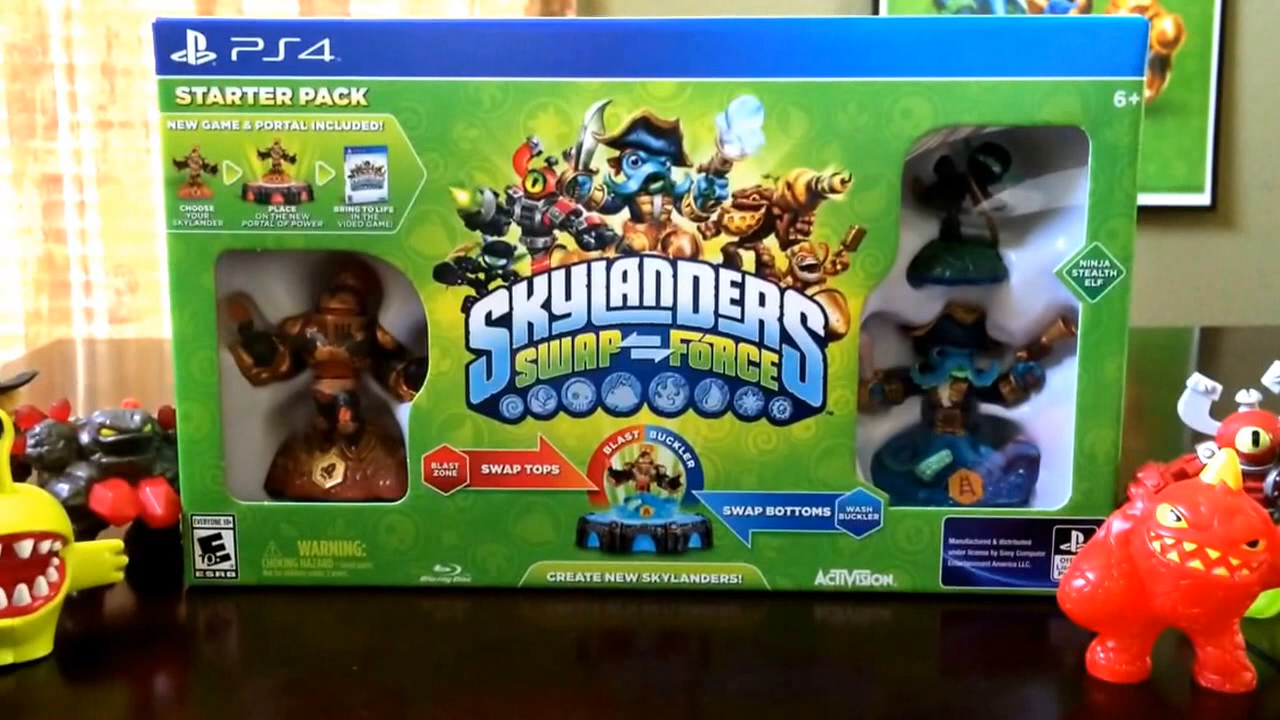 PS4
STARTER PACK
6+
NEW GAME & PORTAL INCLUDED!
CHOOSE
YOUR
SKYLANDER
PLACE
ON THE NEW
PORTAL OF POWER
BRING TO LIFE
IN THE
VIDEO GAME!
NINJA
STEALTH
ELF
SKYLANDERS
SWAP FORCE
BLAST BUCKLER
BLAST
ZONE
SWAP TOPS
SWAP BOTTOMS
WASH
BUCKLER
EVERYONE 10+
E
10+
ESRB
WARNING:
CHOKING HAZARD
Blu-ray Disc
CREATE NEW SKYLANDERS!
ACTIVISION
Manufactured & distributed
under license by Sony Computer
Entertainment America LLC.